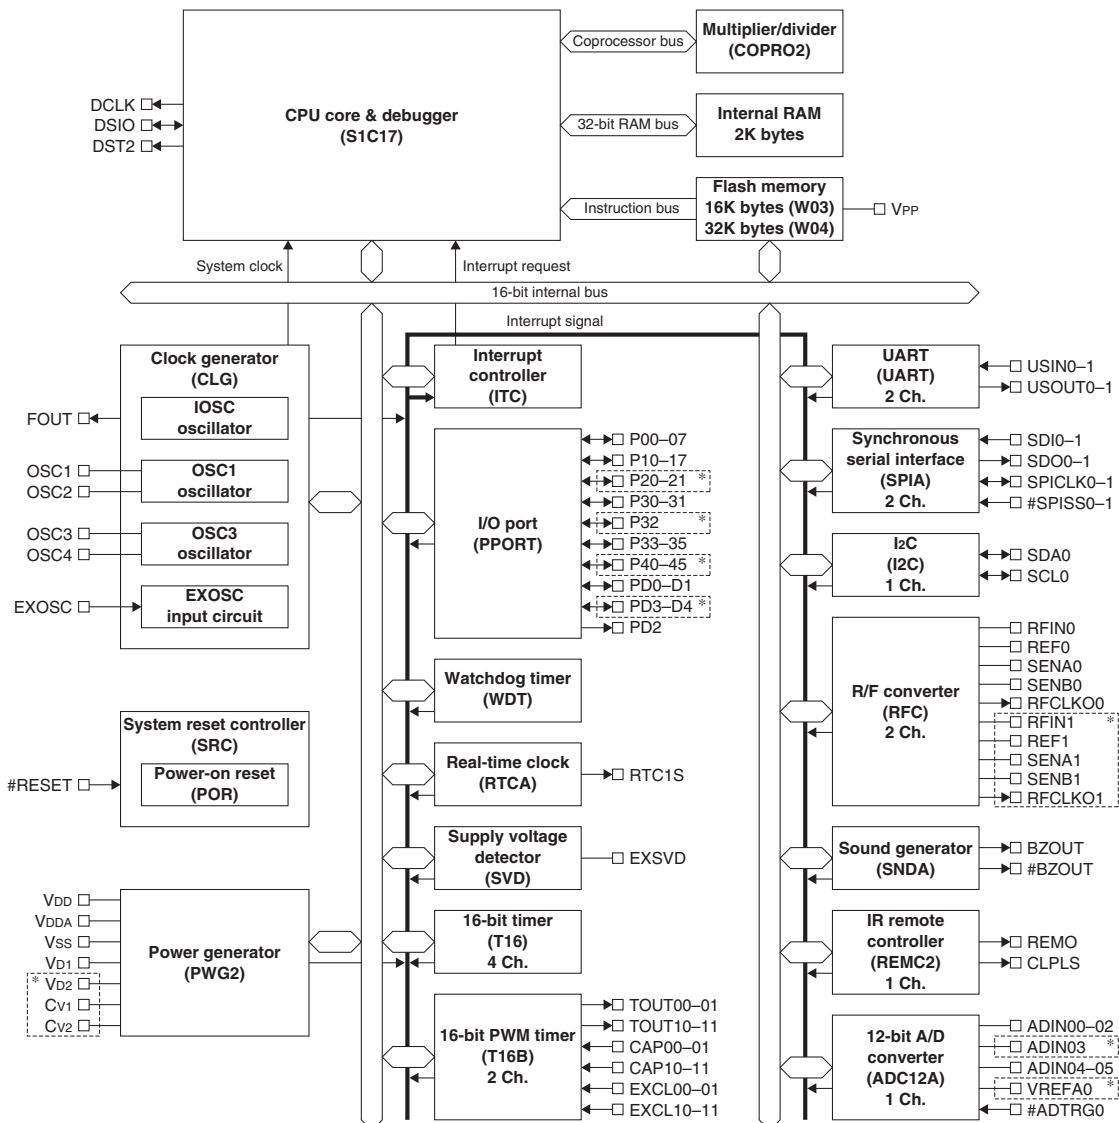 Coprocessor bus
Multiplier/divider
(COPRO2)
DCLK
DSIO
DST2
CPU core & debugger
(S1C17)
32-bit RAM bus
Internal RAM
2K bytes
Instruction bus
Flash memory
16K bytes (W03)
32K bytes (W04)
VPP
System clock
Interrupt request
16-bit internal bus
Interrupt signal
Clock generator
(CLG)
IOSC
oscillator
FOUT
OSC1
OSC2
OSC1
oscillator
OSC3
OSC4
OSC3
oscillator
EXOSC
EXOSC
input circuit
System reset controller
(SRC)
#RESET
Power-on reset
(POR)
VDD
VDDA
VSS
VD1
* VD2
CV1
CV2
Power generator
(PWG2)
Interrupt
controller
(ITC)
I/O port
(PPORT)
P00–07
P10–17
P20–21 *
P30–31
P32 *
P33–35
P40–45 *
PD0–D1
PD3–D4 *
PD2
Watchdog timer
(WDT)
Real-time clock
(RTCA)
RTC1S
Supply voltage
detector
(SVD)
EXSVD
16-bit timer
(T16)
4 Ch.
16-bit PWM timer
(T16B)
2 Ch.
TOUT00–01
TOUT10–11
CAP00–01
CAP10–11
EXCL00–01
EXCL10–11
UART
(UART)
2 Ch.
USIN0–1
USOUT0–1
Synchronous
serial interface
(SPIA)
2 Ch.
SDI0–1
SDO0–1
SPICLK0–1
#SPISS0–1
I2C
(I2C)
1 Ch.
SDA0
SCL0
R/F converter
(RFC)
2 Ch.
RFIN0
REF0
SENA0
SENB0
RFCLKO0
RFIN1 *
REF1
SENA1
SENB1
RFCLKO1
Sound generator
(SNDA)
BZOUT
#BZOUT
IR remote
controller
(REMC2)
1 Ch.
REMO
CLPLS
12-bit A/D
converter
(ADC12A)
1 Ch.
ADIN00–02
ADIN03 *
ADIN04–05
VREFA0 *
#ADTRG0